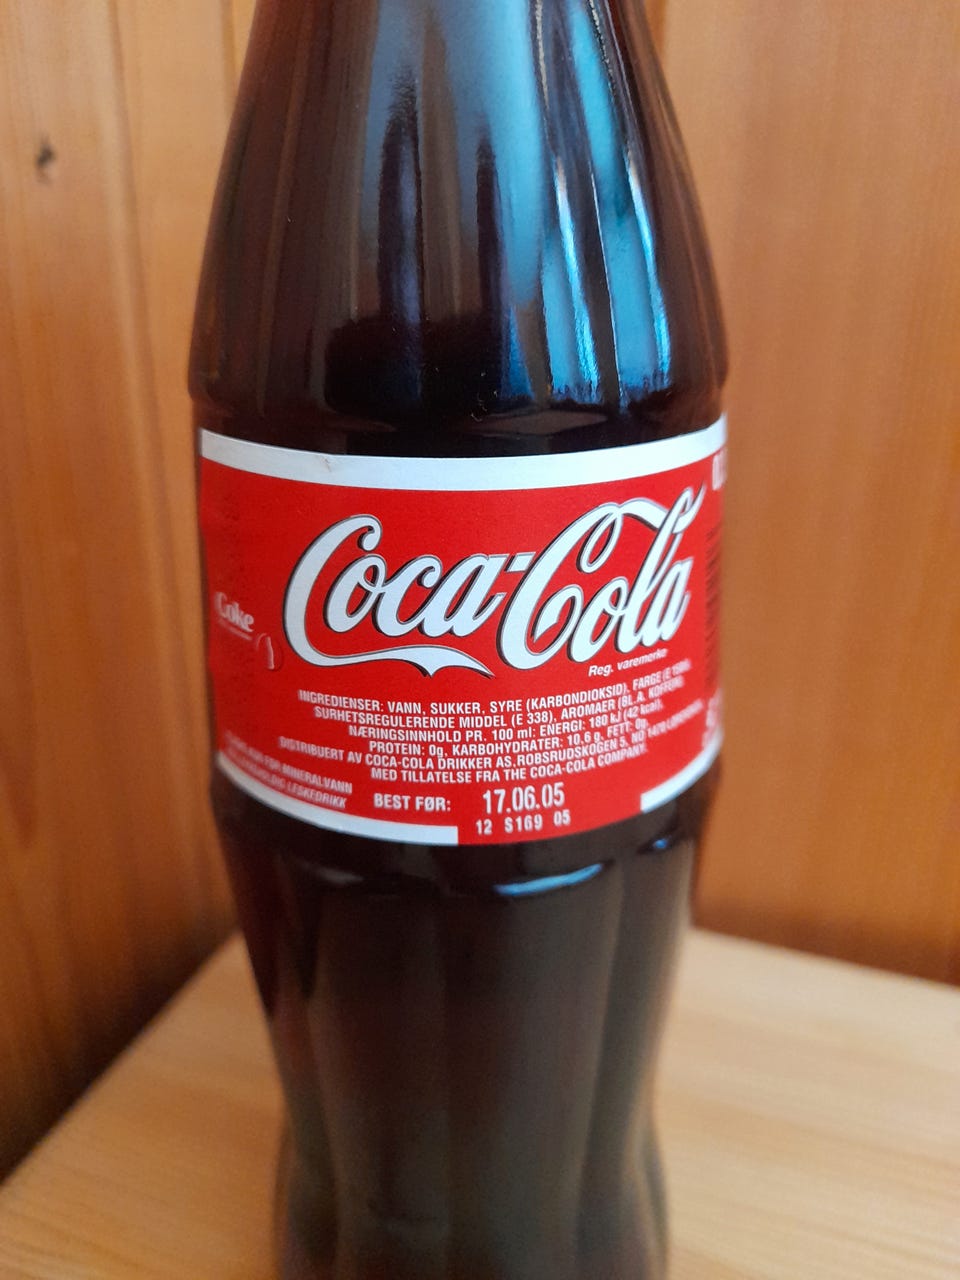 Coca-Cola
Coke
Reg. varemerke
INGREDIENSER: VANN, SUKKER, SYRE (KARBONDIOKSID), FARGE (E 150d),
SURHETSREGULERENDE MIDDEL (E 338), AROMAER (BL.A. KOFFEIN).
NÆRINGSINNHOLD PR. 100 ml: ENERGI: 180 kJ (42 kcal),
PROTEIN: 0g, KARBOHYDRATER: 10,6 g, FETT: 0g.
DISTRIBUERT AV COCA-COLA DRIKKER AS, ROBSRUDSKOGEN 5, NO 1470 LØRENSKOG.
MED TILLATELSE FRA THE COCA-COLA COMPANY.
FOR MINERALVANN
LESKEDRIKK
BEST FØR: 17.06.05
12 S169 05